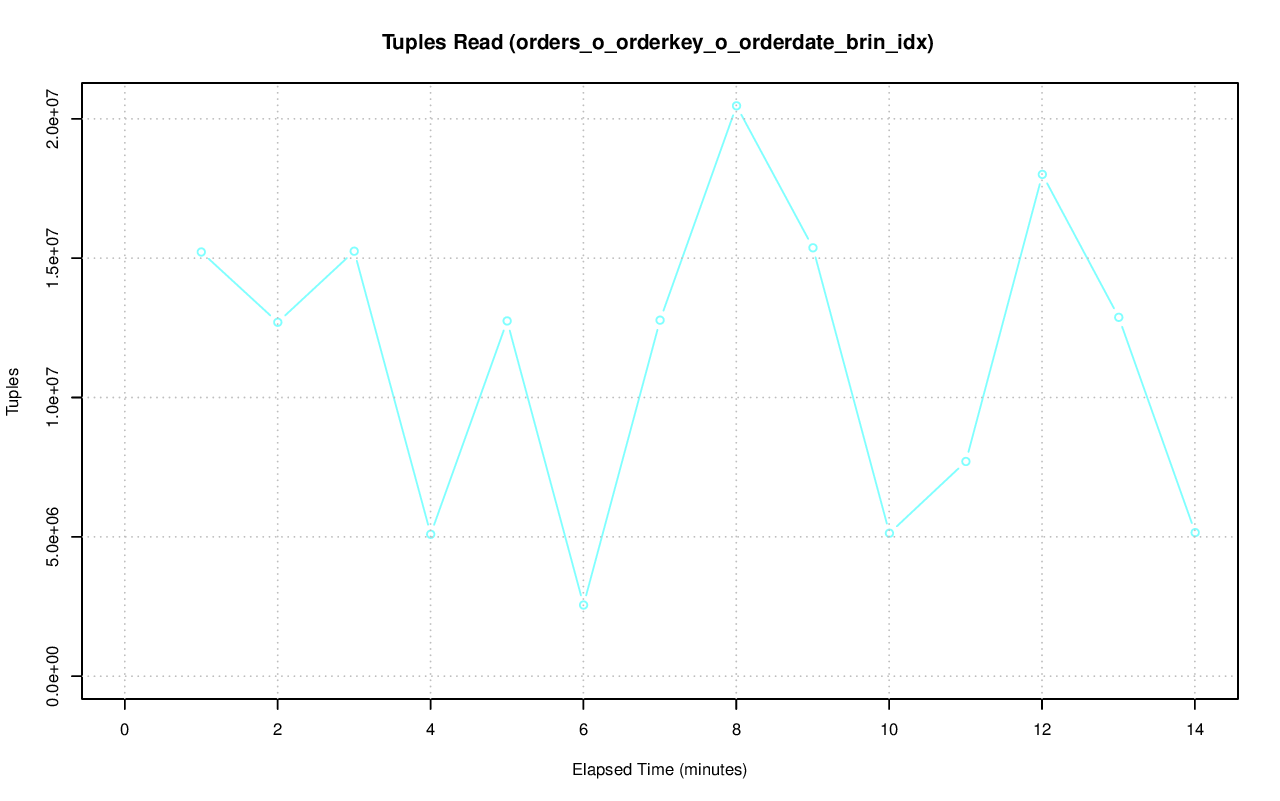 Tuples Read (orders_o_orderkey_o_orderdate_brin_idx)
Tuples
2.0e+07
1.5e+07
1.0e+07
5.0e+06
0.0e+00
0 2 4 6 8 10 12 14
Elapsed Time (minutes)